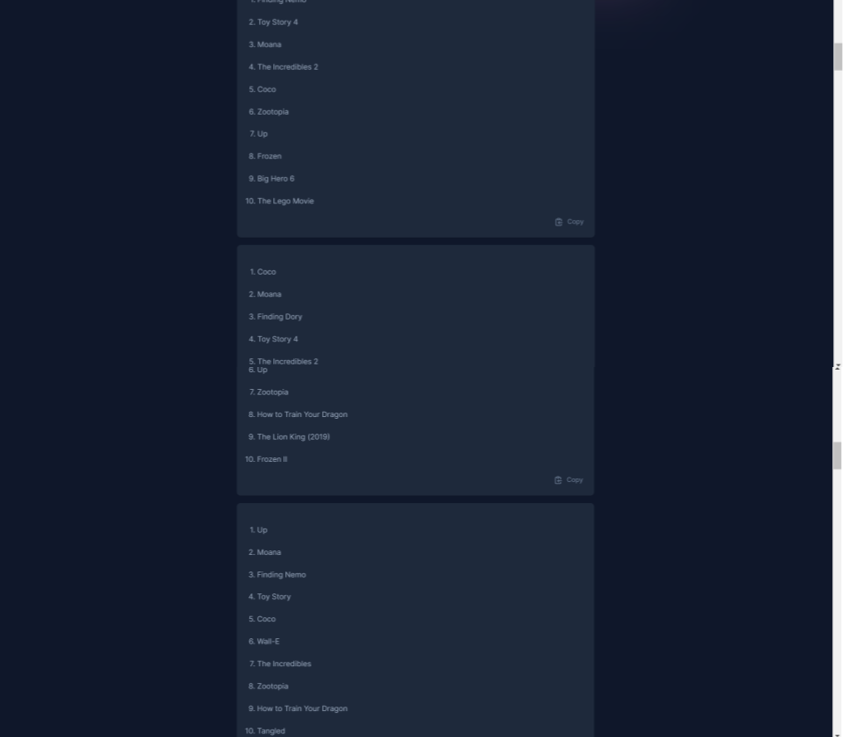 1. Finding Nemo
2. Toy Story 4
3. Moana
4. The Incredibles 2
5. Coco
6. Zootopia
7. Up
8. Frozen
9. Big Hero 6
10. The Lego Movie
Copy
1. Coco
2. Moana
3. Finding Dory
4. Toy Story 4
5. The Incredibles 2
6. Up
7. Zootopia
8. How to Train Your Dragon
9. The Lion King (2019)
10. Frozen II
Copy
1. Up
2. Moana
3. Finding Nemo
4. Toy Story
5. Coco
6. Wall-E
7. The Incredibles
8. Zootopia
9. How to Train Your Dragon
10. Tangled